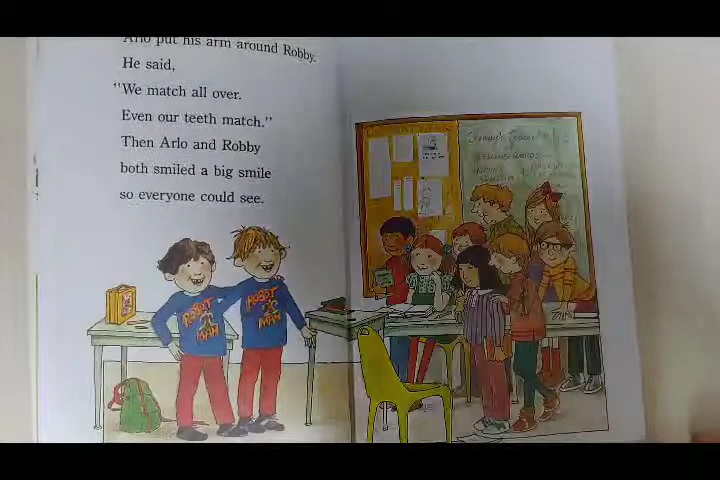 Arlo put his arm around Robby.
He said,
"We match all over.
Even our teeth match."
Then Arlo and Robby
both smiled a big smile
so everyone could see.
ROBOT
MAN
ROBOT
MAN